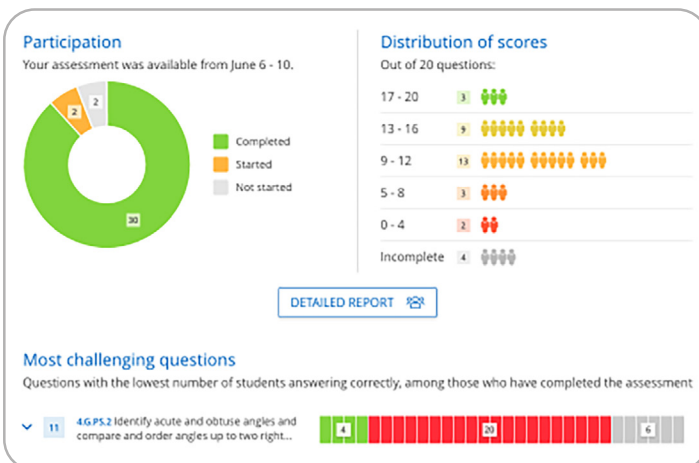 Participation
Your assessment was available from June 6 - 10.
2
2
30
Completed
Started
Not started
Distribution of scores
Out of 20 questions:
17 - 20 3
13 - 16 9
9 - 12 13
5 - 8 3
0 - 4 2
Incomplete 4
DETAILED REPORT
Most challenging questions
Questions with the lowest number of students answering correctly, among those who have completed the assessment
11 4.G.PS.2 Identify acute and obtuse angles and
compare and order angles up to two right...
4 20 6